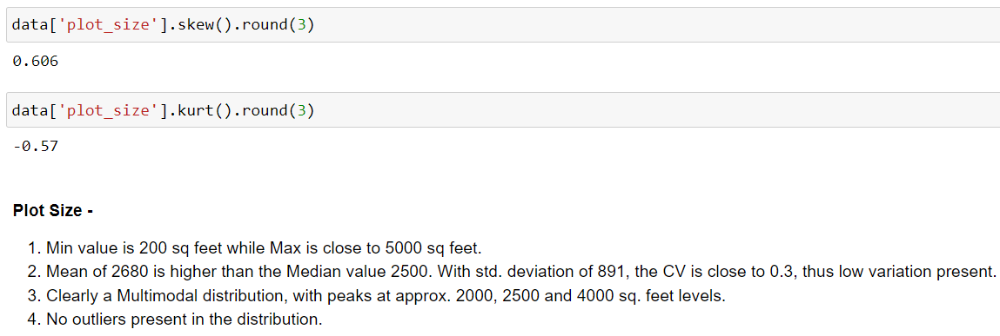 data['plot_size'].skew().round(3)
0.606
data['plot_size'].kurt().round(3)
-0.57
Plot Size -
1. Min value is 200 sq feet while Max is close to 5000 sq feet.
2. Mean of 2680 is higher than the Median value 2500. With std. deviation of 891, the CV is close to 0.3, thus low variation present.
3. Clearly a Multimodal distribution, with peaks at approx. 2000, 2500 and 4000 sq. feet levels.
4. No outliers present in the distribution.